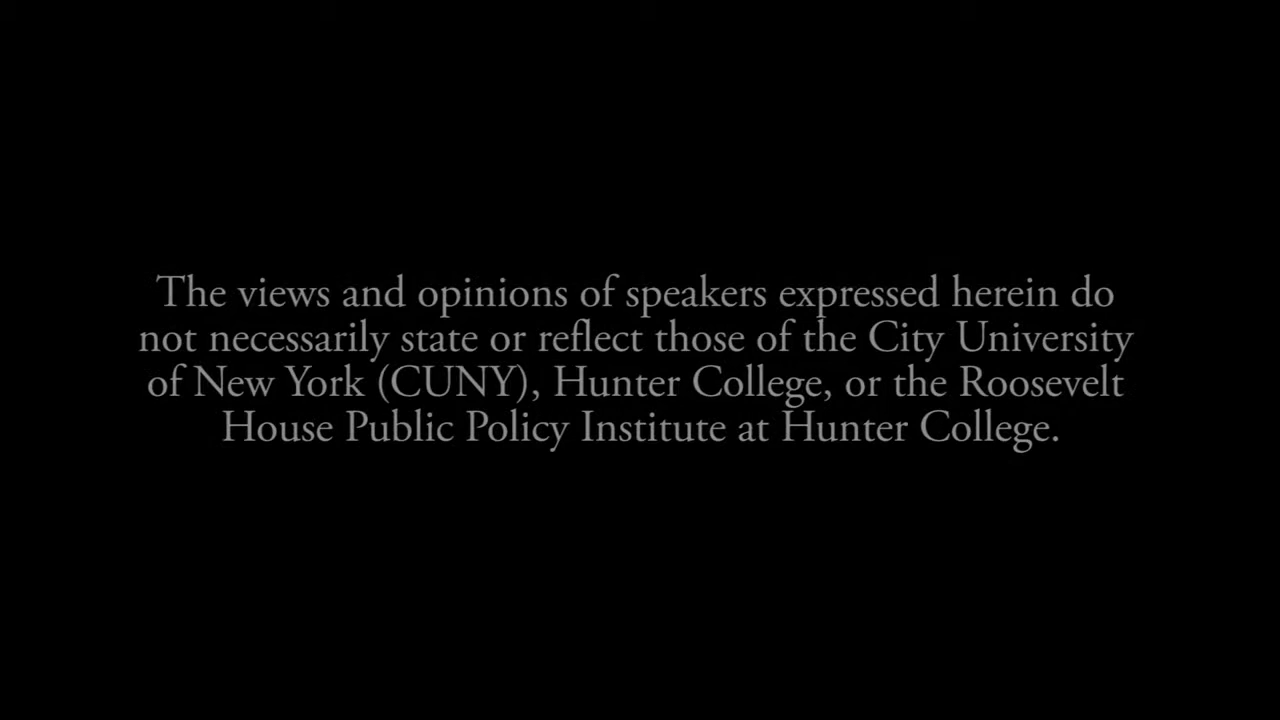 The views and opinions of speakers expressed herein do
not necessarily state or reflect those of the City University
of New York (CUNY), Hunter College, or the Roosevelt
House Public Policy Institute at Hunter College.